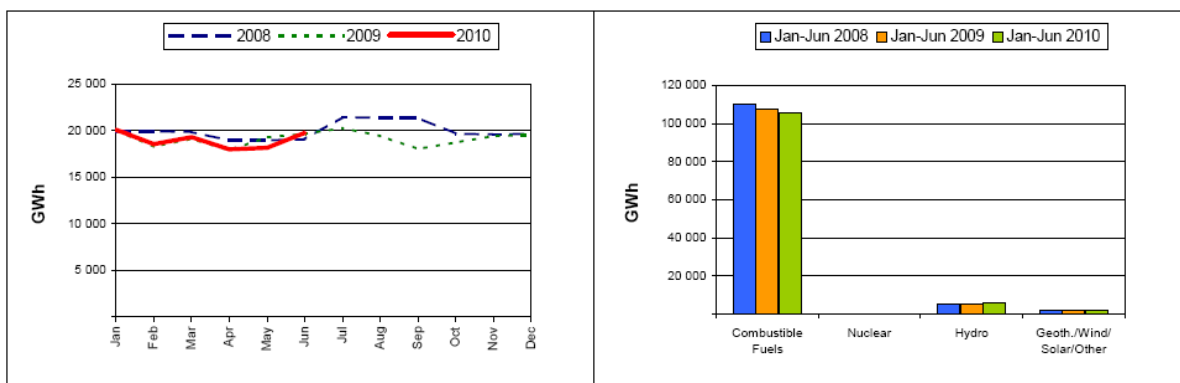 2008 2009 2010
25 000
20 000
15 000
10 000
5 000
GWh
Jan Feb Mar Apr May Jun Jul Aug Sep Oct Nov Dec
Jan-Jun 2008 Jan-Jun 2009 Jan-Jun 2010
120 000
100 000
80 000
60 000
40 000
20 000
GWh
Combustible Nuclear Hydro Geoth./Wind/
Fuels Solar/Other